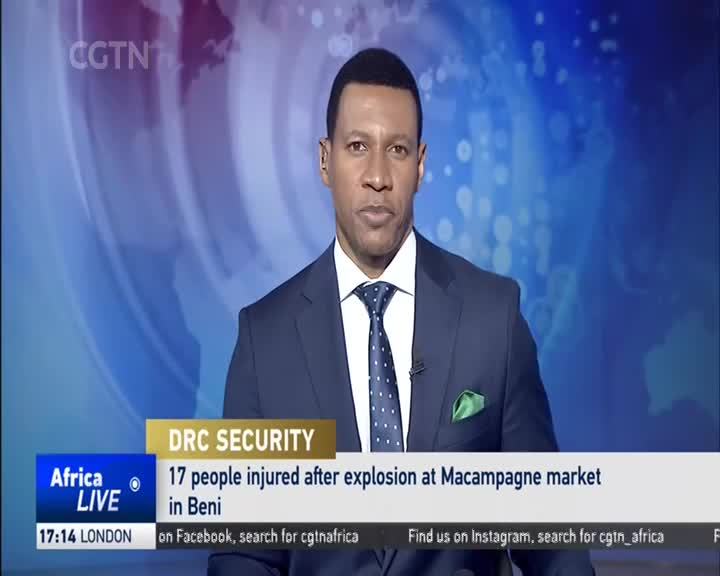 CGTN
DRC SECURITY
17 people injured after explosion at Macampagne market
in Beni
Africa
LIVE
17:14 LONDON
on Facebook, search for cgtnafrica
Find us on Instagram, search for cgtn_africa
F